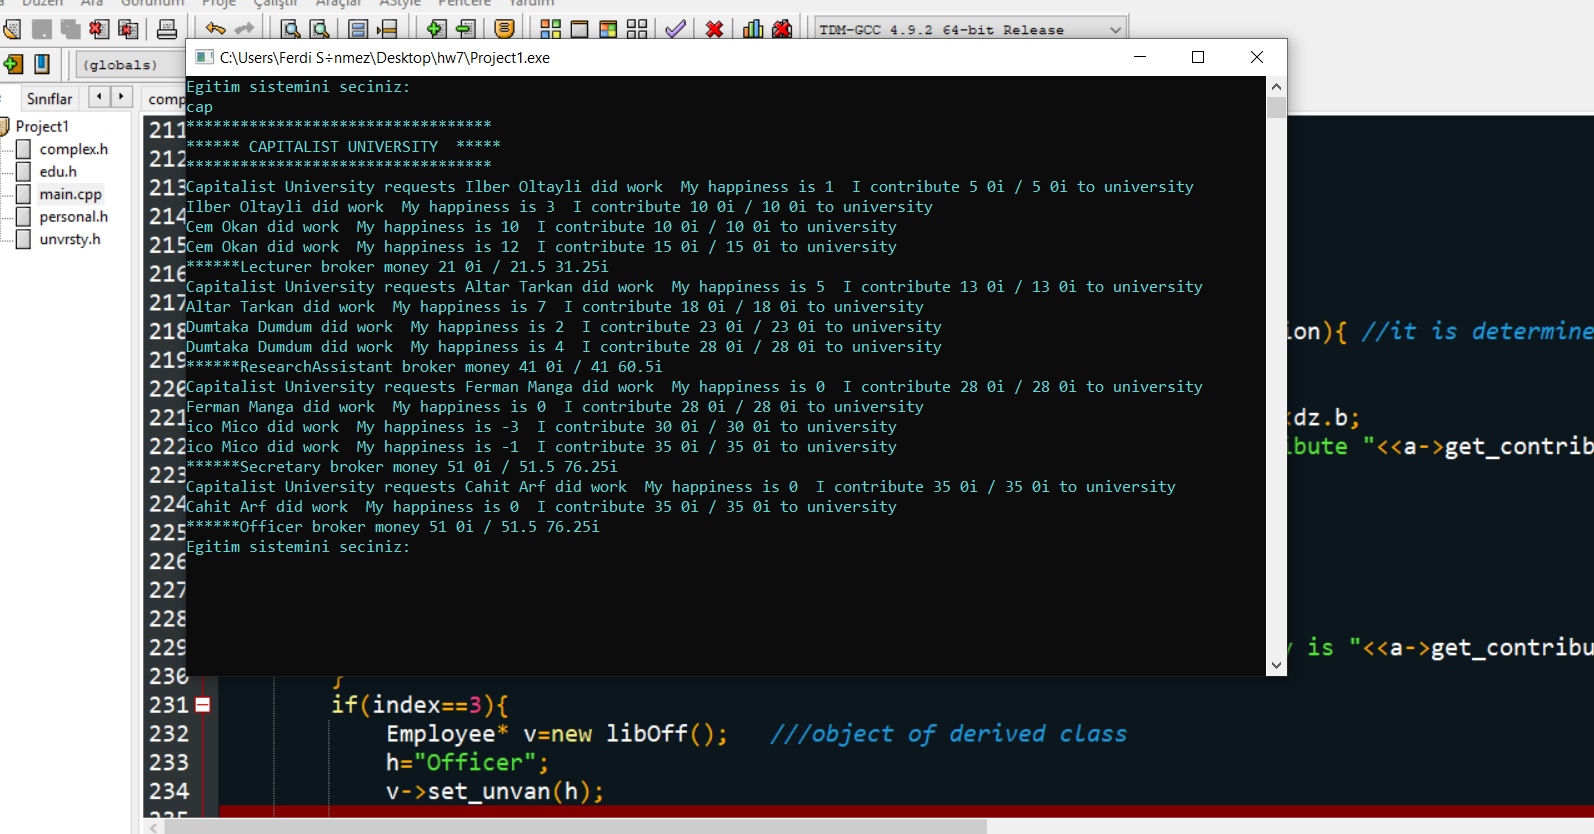 Düzen Ara Görünüm Proje Çalıştır Araçlar AStyle Pencere Yardım
TDM-GCC 4.9.2 64-bit Release
(globals)
C:\Users\Ferdi S÷nmez\Desktop\hw7\Project1.exe
Sınıflar
comp
Project1
complex.h
edu.h
main.cpp
personal.h
unvrsty.h
Egitim sistemini seciniz:
cap
**********************************
****** CAPITALIST UNIVERSITY  *****
**********************************
Capitalist University requests Ilber Oltayli did work  My happiness is 1  I contribute 5 0i / 5 0i to university
Ilber Oltayli did work  My happiness is 3  I contribute 10 0i / 10 0i to university
Cem Okan did work  My happiness is 10  I contribute 10 0i / 10 0i to university
Cem Okan did work  My happiness is 12  I contribute 15 0i / 15 0i to university
******Lecturer broker money 21 0i / 21.5 31.25i
Capitalist University requests Altar Tarkan did work  My happiness is 5  I contribute 13 0i / 13 0i to university
Altar Tarkan did work  My happiness is 7  I contribute 18 0i / 18 0i to university
Dumtaka Dumdum did work  My happiness is 2  I contribute 23 0i / 23 0i to university
Dumtaka Dumdum did work  My happiness is 4  I contribute 28 0i / 28 0i to university
******ResearchAssistant broker money 41 0i / 41 60.5i
Capitalist University requests Ferman Manga did work  My happiness is 0  I contribute 28 0i / 28 0i to university
Ferman Manga did work  My happiness is 0  I contribute 28 0i / 28 0i to university
ico Mico did work  My happiness is -3  I contribute 30 0i / 30 0i to university
ico Mico did work  My happiness is -1  I contribute 35 0i / 35 0i to university
******Secretary broker money 51 0i / 51.5 76.25i
Capitalist University requests Cahit Arf did work  My happiness is 0  I contribute 35 0i / 35 0i to university
Cahit Arf did work  My happiness is 0  I contribute 35 0i / 35 0i to university
******Officer broker money 51 0i / 51.5 76.25i
Egitim sistemini seciniz:
211
212
213
214
215
216
217
218 ion){ //it is determine
219
220
221 dz.b;
222 ibute "<<a->get_contrib
223
224
225
226
227
228
229 is "<<a->get_contribu
230 }
231 if(index==3){
232 Employee* v=new libOff();   ///object of derived class
233 h="Officer";
234 v->set_unvan(h);
235